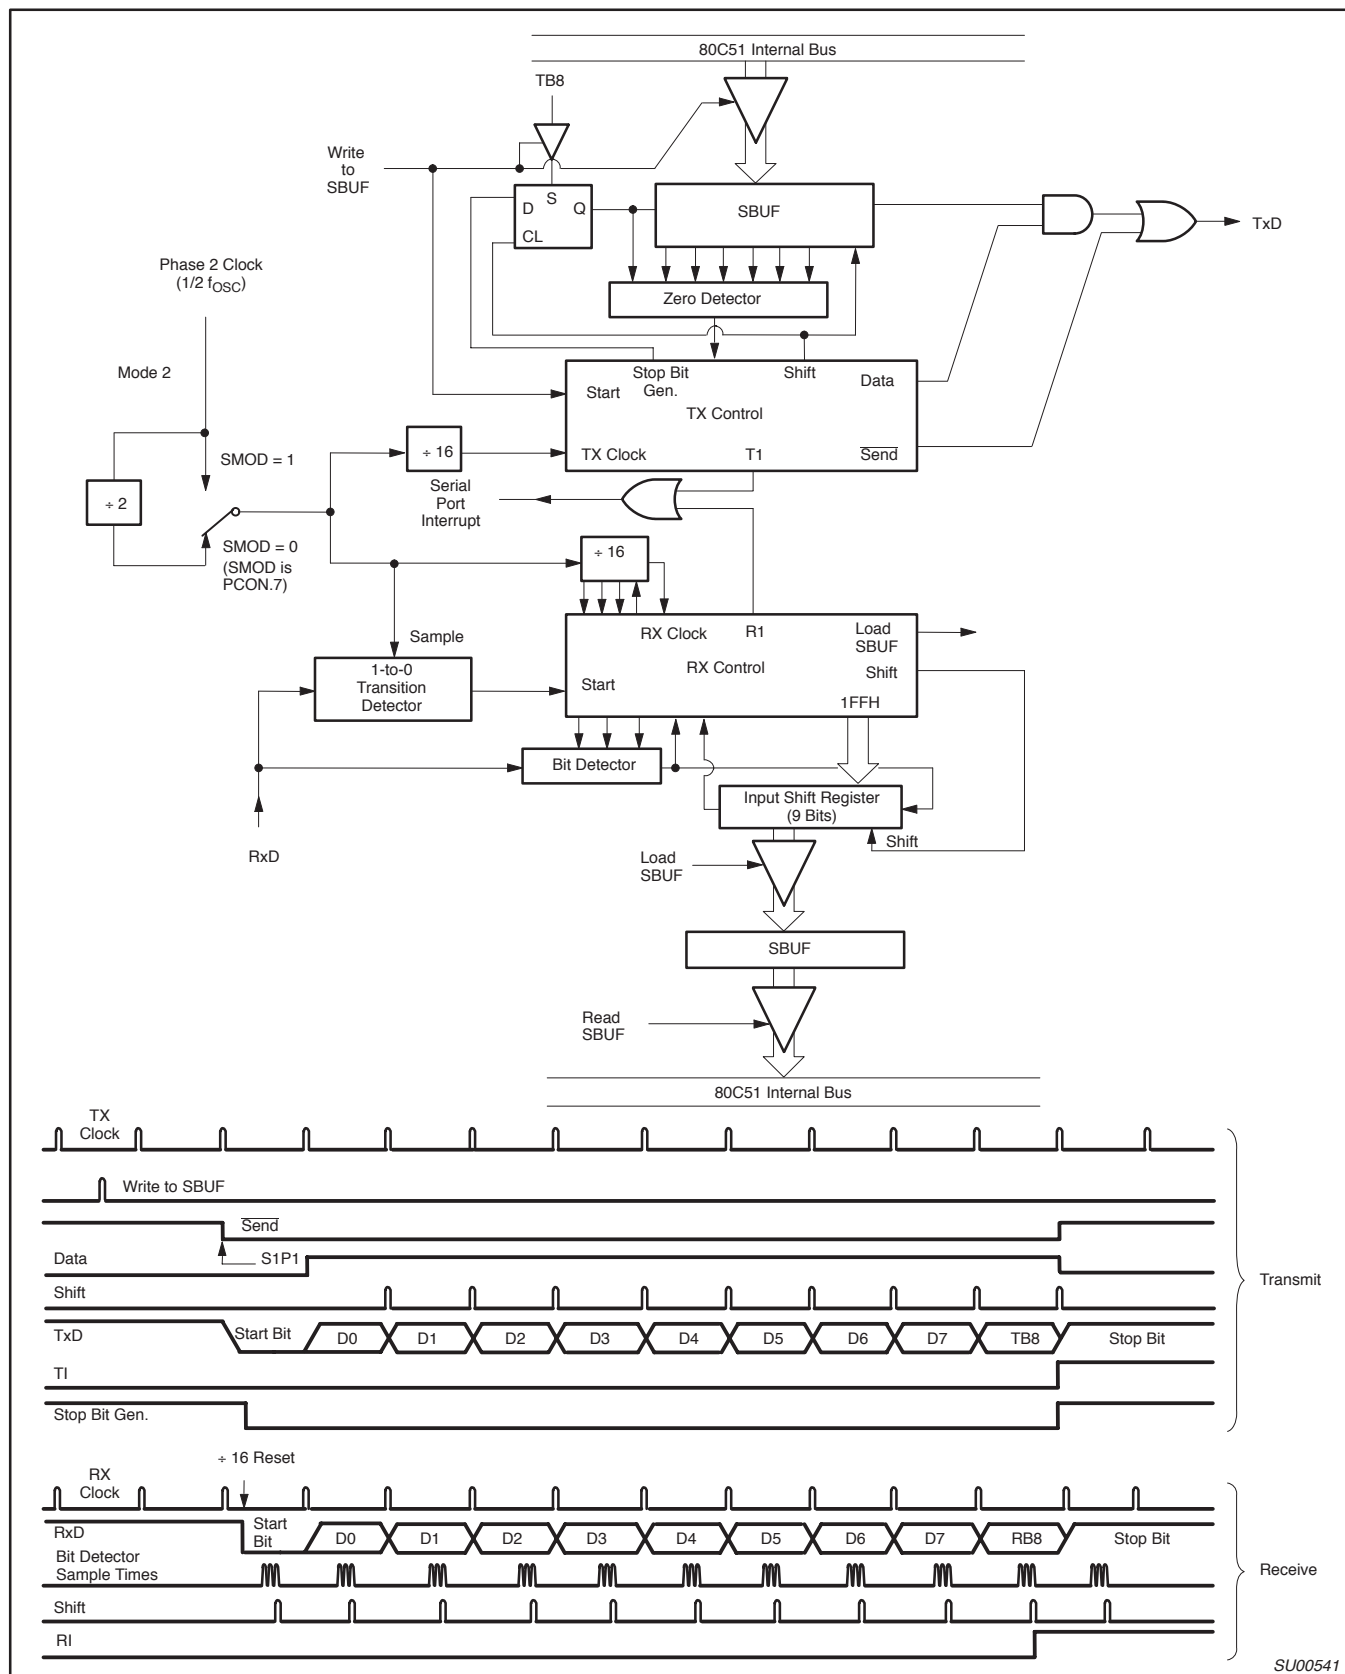 80C51 Internal Bus
TB8
Write
to
SBUF
S
D
Q
CL
SBUF
TxD
Phase 2 Clock
(1/2 fOSC)
Zero Detector
Mode 2
Stop Bit
Gen.
Shift
Data
Start
TX Control
SMOD = 1
÷ 16
TX Clock
T1
Send
÷ 2
Serial
Port
Interrupt
SMOD = 0
(SMOD is
PCON.7)
÷ 16
Sample
RX Clock
R1
Load
SBUF
RX Control
Shift
1-to-0
Transition
Detector
Start
1FFH
Bit Detector
Input Shift Register
(9 Bits)
Shift
RxD
Load
SBUF
SBUF
Read
SBUF
80C51 Internal Bus
TX
Clock
Write to SBUF
Send
Data
S1P1
Shift
Transmit
TxD
Start Bit
D0
D1
D2
D3
D4
D5
D6
D7
TB8
Stop Bit
TI
Stop Bit Gen.
÷ 16 Reset
RX
Clock
RxD
Start
Bit
D0
D1
D2
D3
D4
D5
D6
D7
RB8
Stop Bit
Bit Detector
Sample Times
Receive
Shift
RI
SU00541